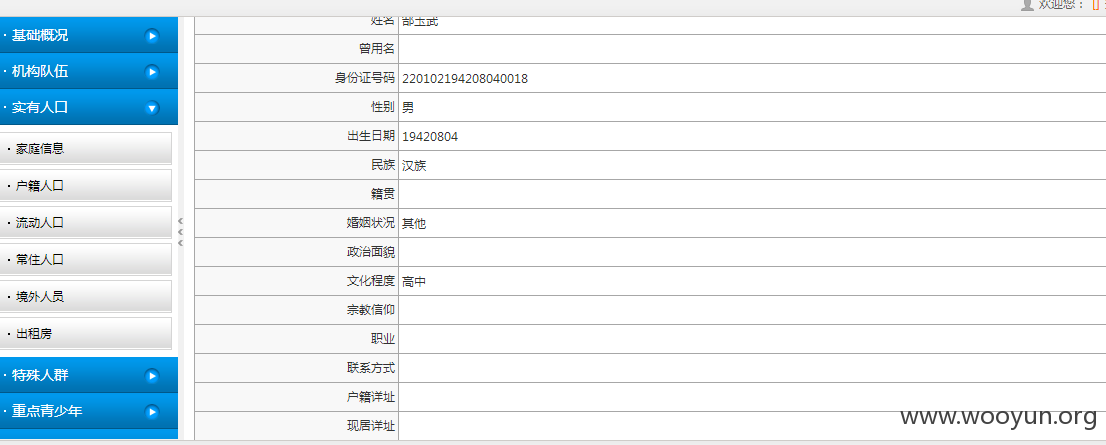 欢迎您：
· 基础概况
· 机构队伍
· 实有人口
· 家庭信息
· 户籍人口
· 流动人口
· 常住人口
· 境外人员
· 出租房
· 特殊人群
· 重点青少年
姓名 郜玉武
曾用名
身份证号码 220102194208040018
性别 男
出生日期 19420804
民族 汉族
籍贯
婚姻状况 其他
政治面貌
文化程度 高中
宗教信仰
职业
联系方式
户籍详址
现居详址
www.wooyun.org